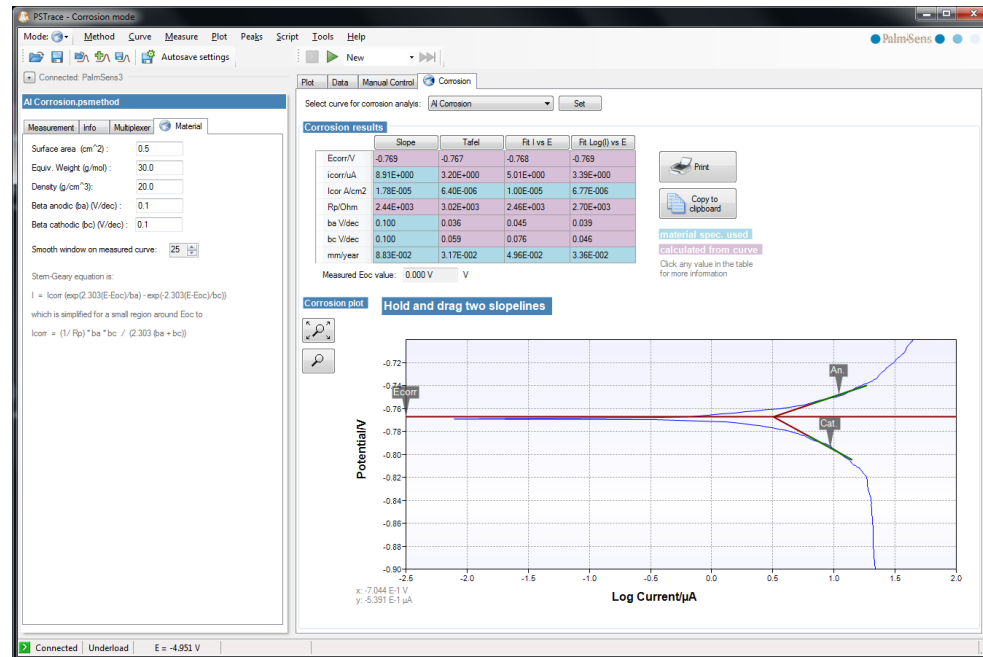 PSTrace - Corrosion mode
Mode: Method Curve Measure Plot Peaks Script Tools Help
PalmSens
Autosave settings New
Connected: PalmSens3
Al Corrosion.psmethod
Measurement Info Multiplexer Material
Surface area (cm^2) : 0.5
Equiv. Weight (g/mol) : 30.0
Density (g/cm^3): 20.0
Beta anodic (ba) (V/dec) : 0.1
Beta cathodic (bc) (V/dec) : 0.1
Smooth window on measured curve: 25
Stern-Geary equation is:
I = Icorr (exp(2.303(E-Eoc)/ba) - exp(-2.303(E-Eoc)/bc))
which is simplified for a small region around Eoc to
Icorr = (1/ Rp) * ba * bc / (2.303 (ba + bc))
Plot Data Manual Control Corrosion
Select curve for corrosion analyis: Al Corrosion Set
Corrosion results
Slope Tafel Fit I vs E Fit Log(I) vs E
Ecorr/V -0.769 -0.767 -0.768 -0.769
icorr/uA 8.91E+000 3.20E+000 5.01E+000 3.39E+000
Icor A/cm2 1.78E-005 6.40E-006 1.00E-005 6.77E-006
Rp/Ohm 2.44E+003 3.02E+003 2.46E+003 2.70E+003
ba V/dec 0.100 0.036 0.045 0.039
bc V/dec 0.100 0.059 0.076 0.046
mm/year 8.83E-002 3.17E-002 4.96E-002 3.36E-002
Print
Copy to
clipboard
material spec. used
calculated from curve
Click any value in the table
for more information
Measured Eoc value: 0.000 V V
Corrosion plot
Hold and drag two slopelines
-0.72
-0.74
-0.76
-0.78
-0.80
-0.82
-0.84
-0.86
-0.88
-0.90
Ecorr
An.
Cat.
Potential/V
-2.5 -2.0 -1.5 -1.0 -0.5 0.0 0.5 1.0 1.5 2.0
x: -7.044 E-1 V
y: -5.391 E-1 µA
Log Current/µA
Connected Underload E = -4.951 V